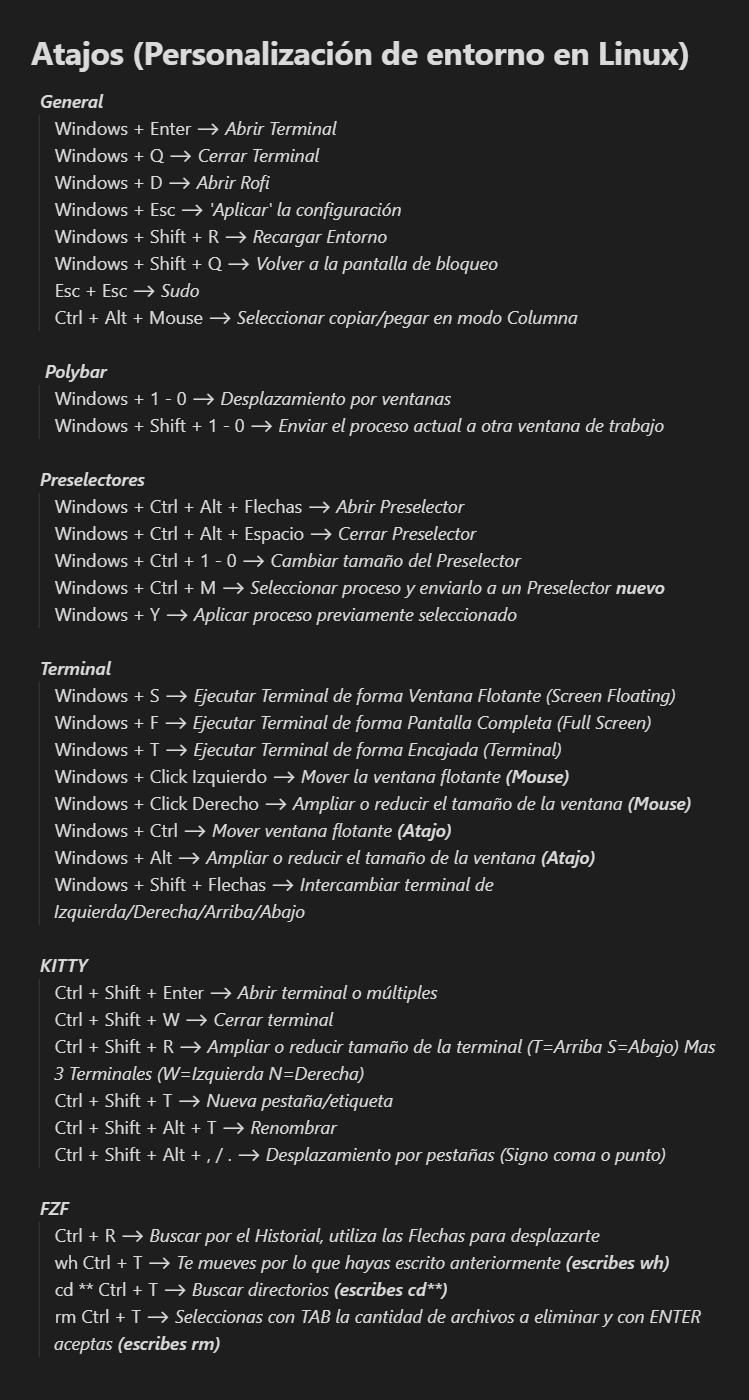 Atajos (Personalización de entorno en Linux)
General
Windows + Enter → Abrir Terminal
Windows + Q → Cerrar Terminal
Windows + D → Abrir Rofi
Windows + Esc → 'Aplicar' la configuración
Windows + Shift + R → Recargar Entorno
Windows + Shift + Q → Volver a la pantalla de bloqueo
Esc + Esc → Sudo
Ctrl + Alt + Mouse → Seleccionar copiar/pegar en modo Columna
Polybar
Windows + 1 - 0 → Desplazamiento por ventanas
Windows + Shift + 1 - 0 → Enviar el proceso actual a otra ventana de trabajo
Preselectores
Windows + Ctrl + Alt + Flechas → Abrir Preselector
Windows + Ctrl + Alt + Espacio → Cerrar Preselector
Windows + Ctrl + 1 - 0 → Cambiar tamaño del Preselector
Windows + Ctrl + M → Seleccionar proceso y enviarlo a un Preselector nuevo
Windows + Y → Aplicar proceso previamente seleccionado
Terminal
Windows + S → Ejecutar Terminal de forma Ventana Flotante (Screen Floating)
Windows + F → Ejecutar Terminal de forma Pantalla Completa (Full Screen)
Windows + T → Ejecutar Terminal de forma Encajada (Terminal)
Windows + Click Izquierdo → Mover la ventana flotante (Mouse)
Windows + Click Derecho → Ampliar o reducir el tamaño de la ventana (Mouse)
Windows + Ctrl → Mover ventana flotante (Atajo)
Windows + Alt → Ampliar o reducir el tamaño de la ventana (Atajo)
Windows + Shift + Flechas → Intercambiar terminal de
Izquierda/Derecha/Arriba/Abajo
KITTY
Ctrl + Shift + Enter → Abrir terminal o múltiples
Ctrl + Shift + W → Cerrar terminal
Ctrl + Shift + R → Ampliar o reducir tamaño de la terminal (T=Arriba S=Abajo) Mas
3 Terminales (W=Izquierda N=Derecha)
Ctrl + Shift + T → Nueva pestaña/etiqueta
Ctrl + Shift + Alt + T → Renombrar
Ctrl + Shift + Alt + , / . → Desplazamiento por pestañas (Signo coma o punto)
FZF
Ctrl + R → Buscar por el Historial, utiliza las Flechas para desplazarte
wh Ctrl + T → Te mueves por lo que hayas escrito anteriormente (escribes wh)
cd ** Ctrl + T → Buscar directorios (escribes cd**)
rm Ctrl + T → Seleccionas con TAB la cantidad de archivos a eliminar y con ENTER
aceptas (escribes rm)